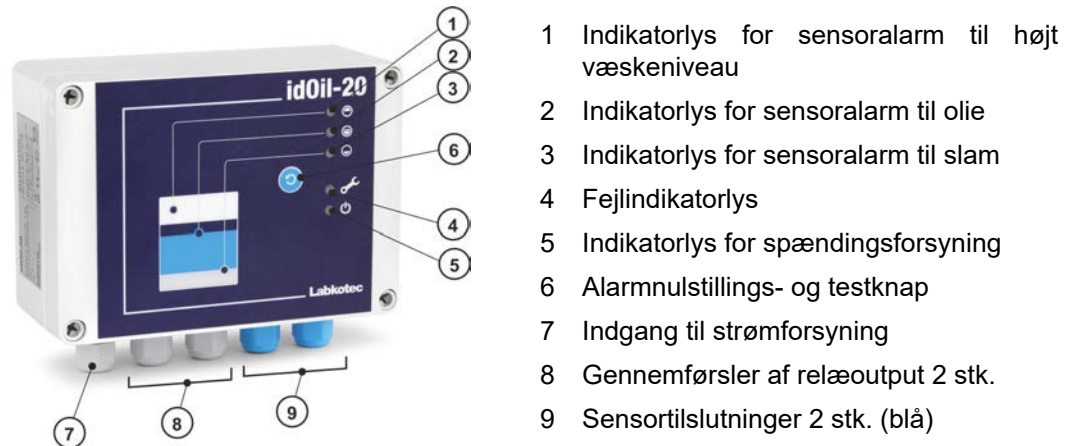 1
2
3
6
4
5
7
8
9
idOil-20
Labkotec
1 Indikatorlys for sensoralarm til højt
væskeniveau
2 Indikatorlys for sensoralarm til olie
3 Indikatorlys for sensoralarm til slam
4 Fejlindikatorlys
5 Indikatorlys for spændingsforsyning
6 Alarmnulstillings- og testknap
7 Indgang til strømforsyning
8 Gennemførsler af relæoutput 2 stk.
9 Sensortilslutninger 2 stk. (blå)